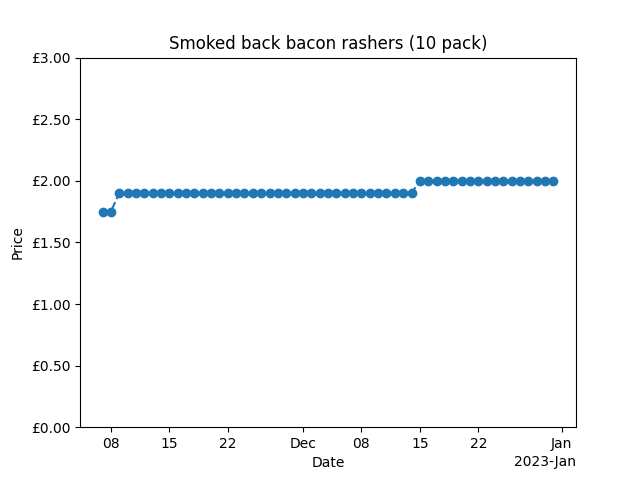 Smoked back bacon rashers (10 pack)
£3.00
£2.50
£2.00
£1.50
£1.00
£0.50
£0.00
Price
08 15 22 Dec 08 15 22 Jan
Date
2023-Jan